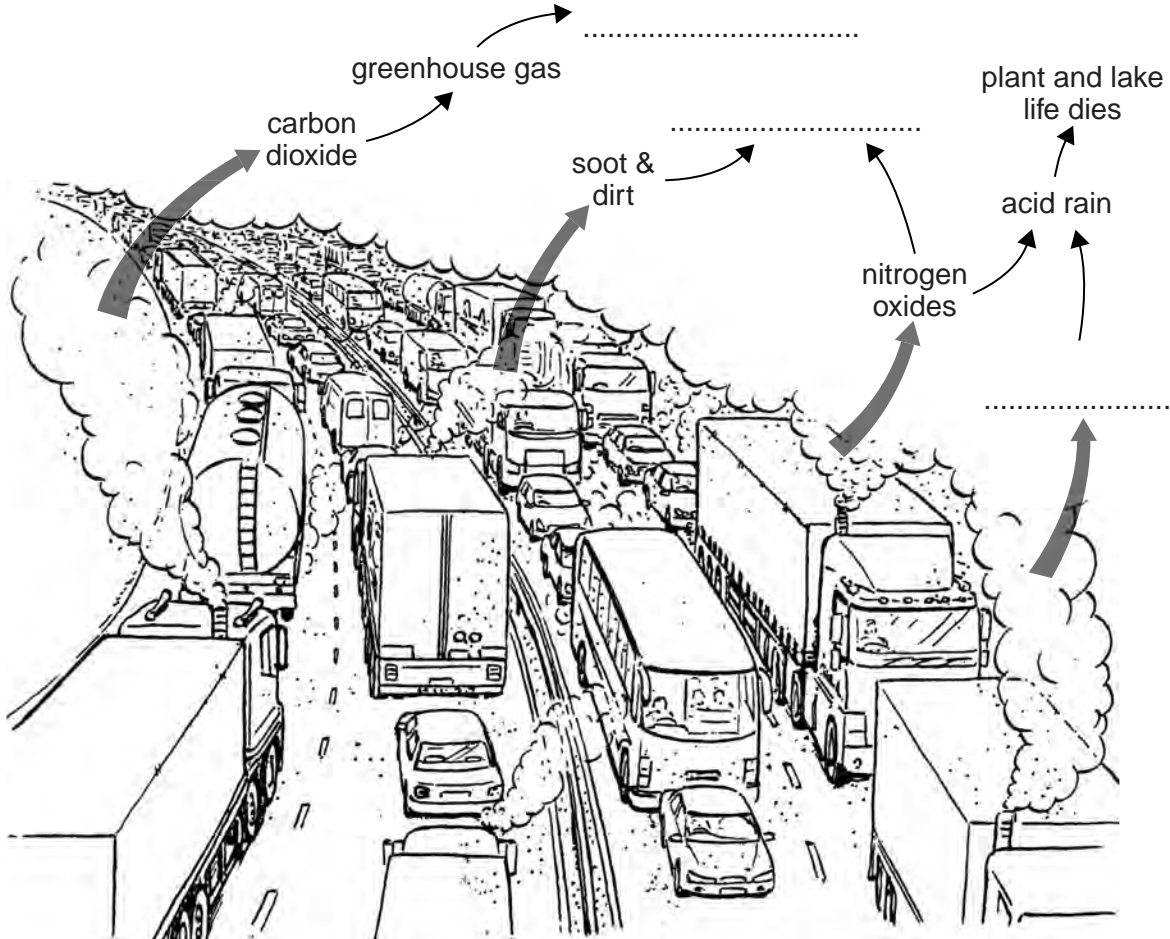 greenhouse gas
carbon
dioxide
soot &
dirt
nitrogen
oxides
plant and lake
life dies
acid rain